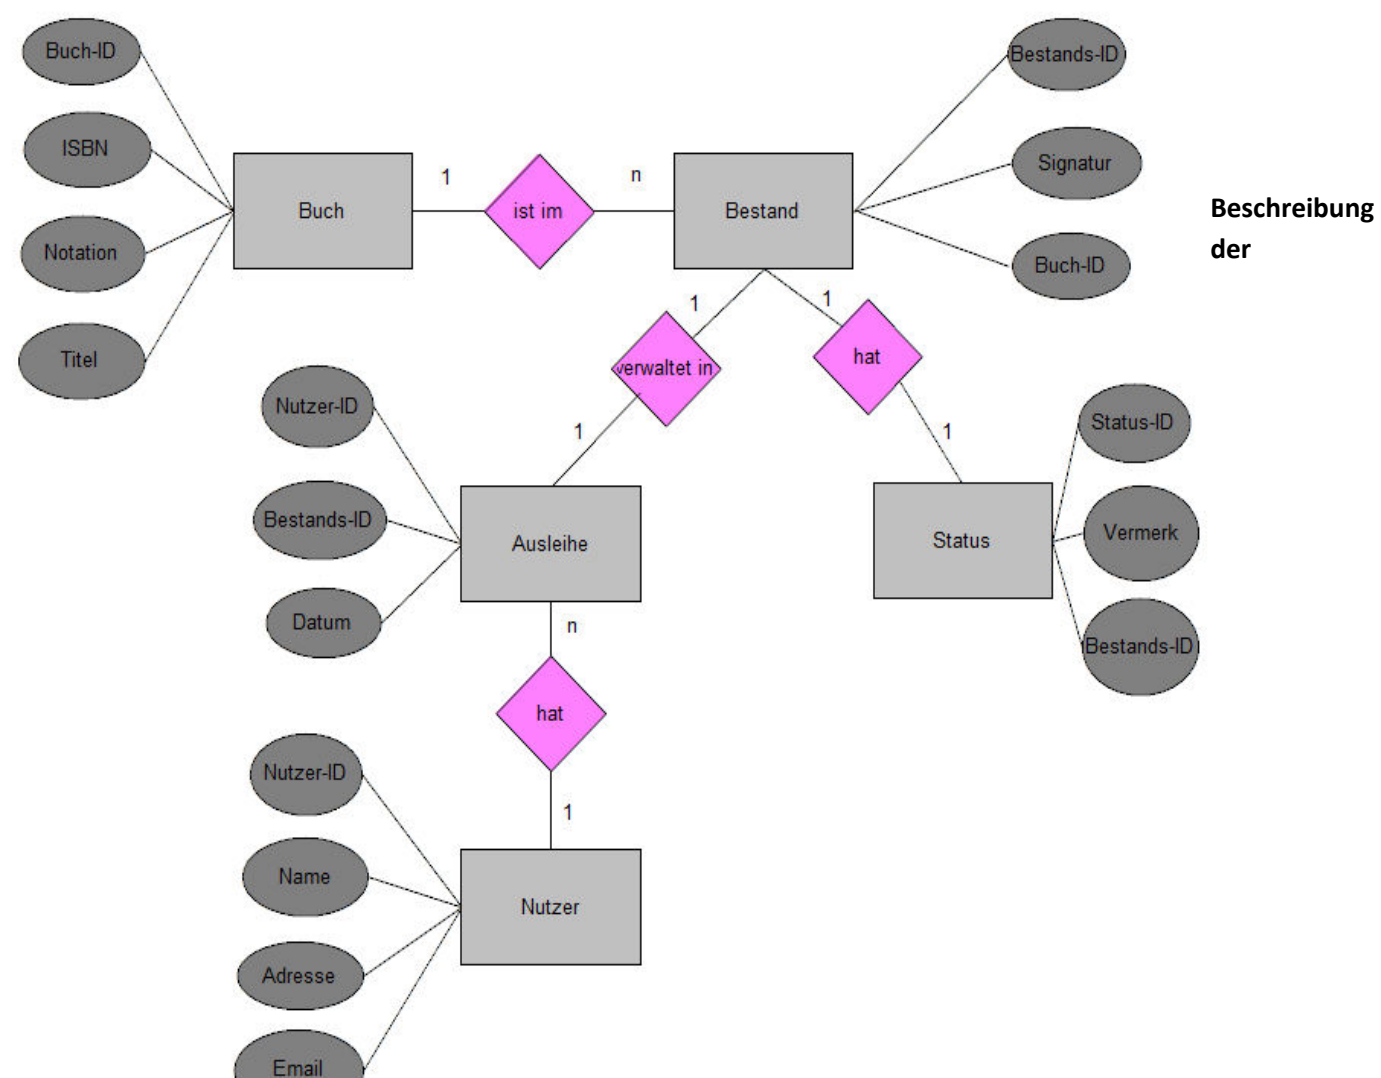 Buch-ID
ISBN
Notation
Titel
Buch
1
ist im
n
Bestand
Bestands-ID
Signatur
Buch-ID
Beschreibung
der
1
verwaltet in
1
1
hat
1
Nutzer-ID
Bestands-ID
Datum
Ausleihe
Status
Status-ID
Vermerk
Bestands-ID
n
hat
1
Nutzer-ID
Name
Adresse
Email
Nutzer